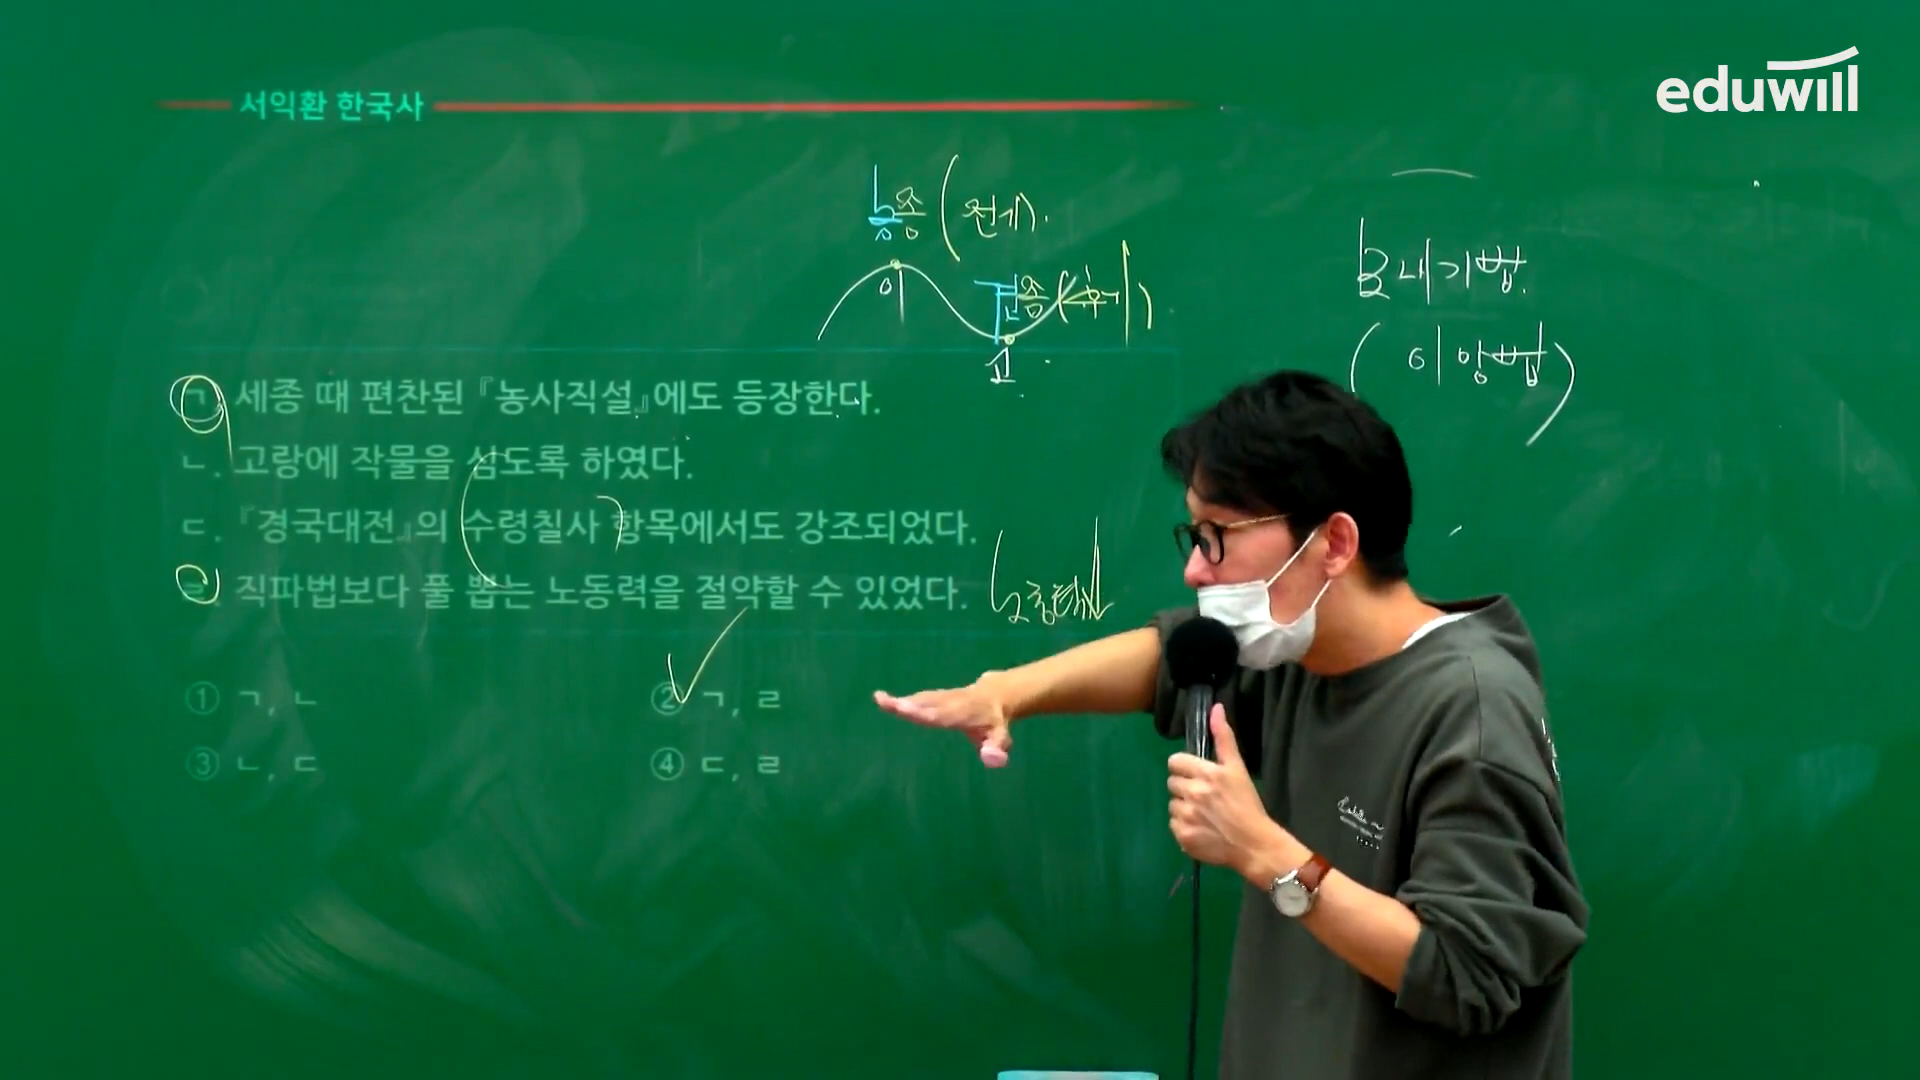 eduwill
서익환 한국사
농종 (전기).
이
견종 (후기)
고
모내기법.
(이앙법)
ㄱ. 세종 때 편찬된 『농사직설』에도 등장한다.
ㄴ. 고랑에 작물을 심도록 하였다.
ㄷ. 『경국대전』의 수령칠사 항목에서도 강조되었다.
ㄹ. 직파법보다 풀 뽑는 노동력을 절약할 수 있었다.
① ㄱ, ㄴ
② ㄱ, ㄹ
③ ㄴ, ㄷ
④ ㄷ, ㄹ